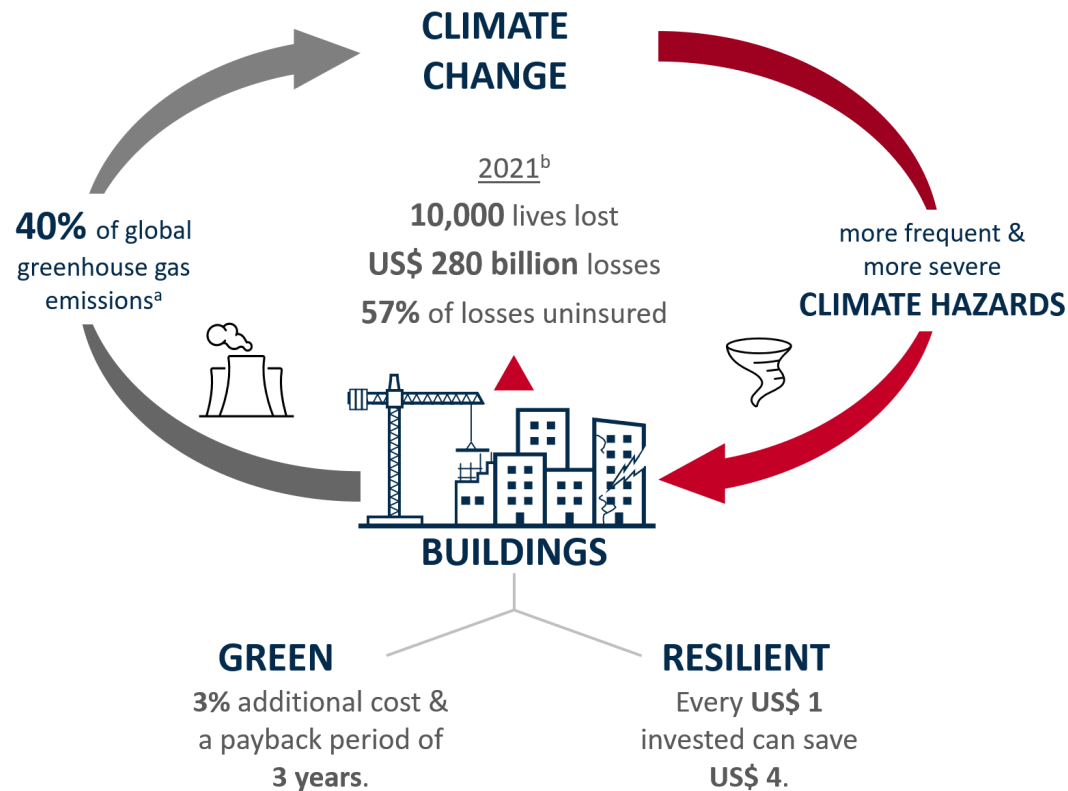 CLIMATE
CHANGE
2021ᵇ
10,000 lives lost
US$ 280 billion losses
57% of losses uninsured
40% of global
greenhouse gas
emissionsᵃ
more frequent &
more severe
CLIMATE HAZARDS
BUILDINGS
GREEN
3% additional cost &
a payback period of
3 years.
RESILIENT
Every US$ 1
invested can save
US$ 4.